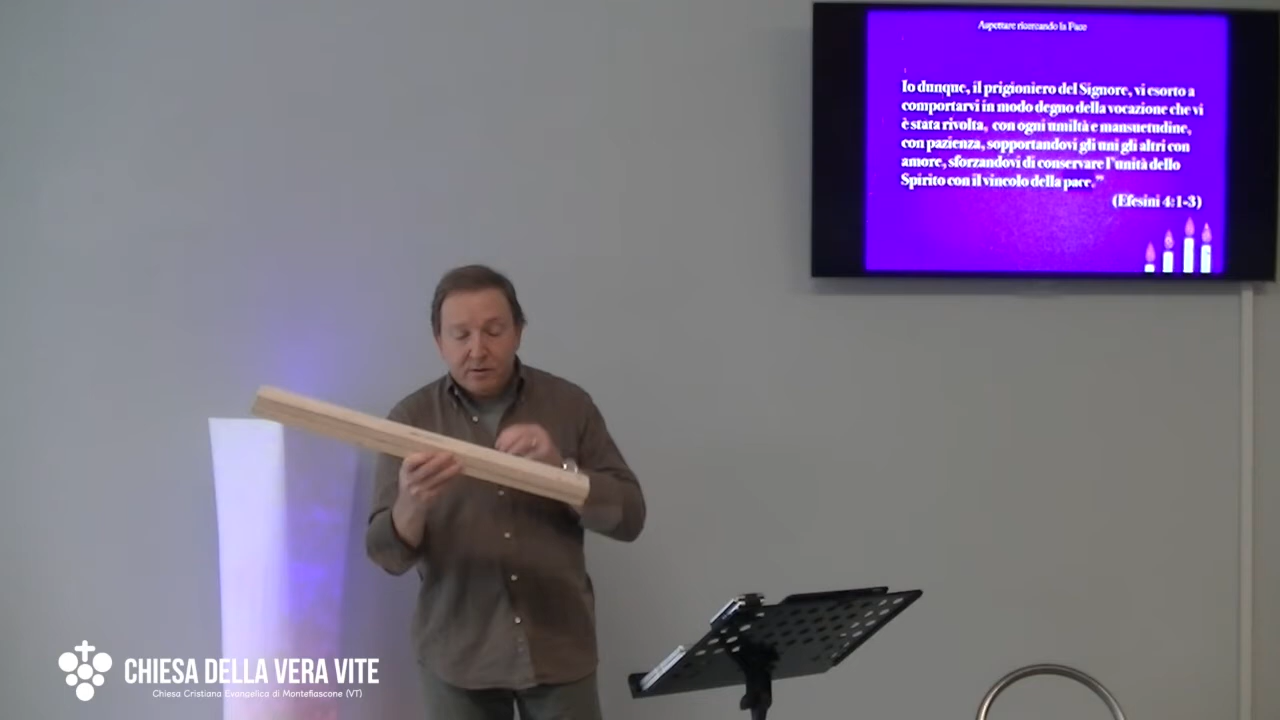 Aspettare ricercando la Pace
Io dunque, il prigioniero del Signore, vi esorto a
comportarvi in modo degno della vocazione che vi
è stata rivolta, con ogni umiltà e mansuetudine,
con pazienza, sopportandovi gli uni gli altri con
amore, sforzandovi di conservare l'unità dello
Spirito con il vincolo della pace.”
(Efesini 4:1-3)
CHIESA DELLA VERA VITE
Chiesa Cristiana Evangelica di Montefiascone (VT)